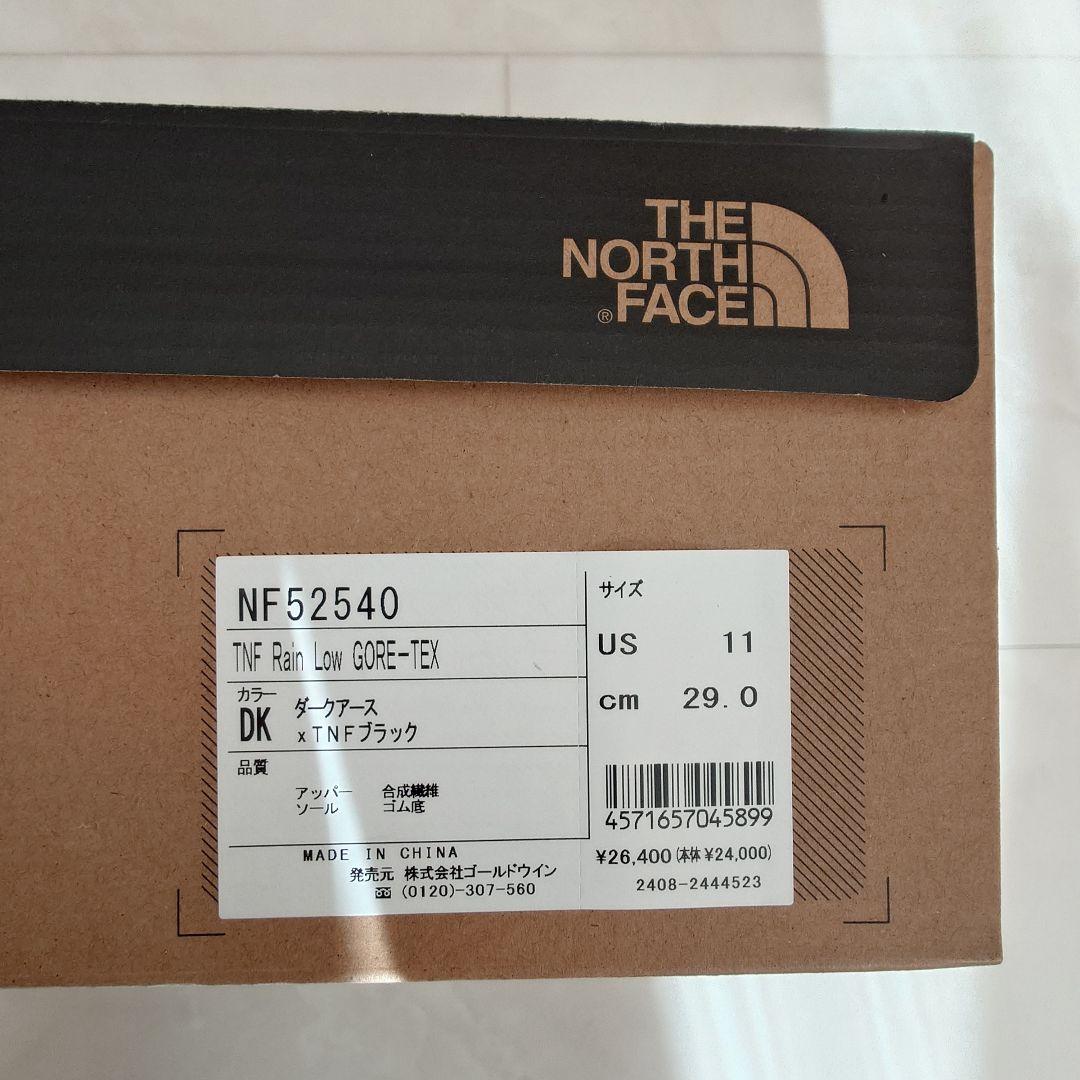 THE
NORTH
FACE
®
NF52540
TNF Rain Low GORE-TEX
カラー
DK ダークアース
×TNFブラック
品質
アッパー 合成繊維
ソール ゴム底
MADE IN CHINA
発売元 株式会社ゴールドウイン
(0120)-307-560
サイズ
US 11
cm 29.0
4571657045899
¥26,400(本体¥24,000)
2408-2444523